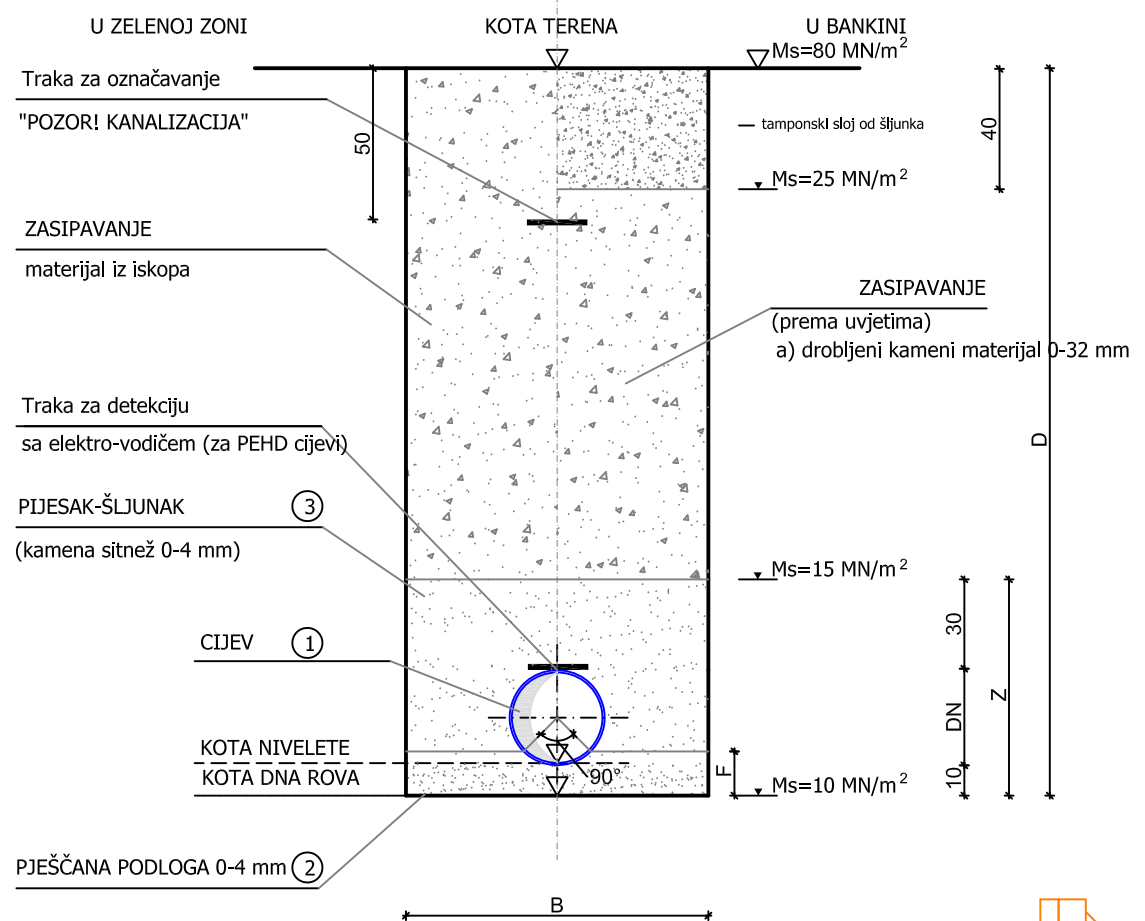 U ZELENOJ ZONI
KOTA TERENA
U BANKINI
Ms=80 MN/m²
Traka za označavanje
"POZOR! KANALIZACIJA"
50
tamponski sloj od šljunka
40
Ms=25 MN/m²
ZASIPAVANJE
materijal iz iskopa
ZASIPAVANJE
(prema uvjetima)
a) drobljeni kameni materijal 0-32 mm
Traka za detekciju
sa elektro-vodičem (za PEHD cijevi)
D
PIJESAK-ŠLJUNAK 3
(kamena sitnež 0-4 mm)
Ms=15 MN/m²
30
CIJEV 1
Z
DN
KOTA NIVELETE
KOTA DNA ROVA
90°
F
Ms=10 MN/m²
10
PJEŠČANA PODLOGA 0-4 mm 2
B